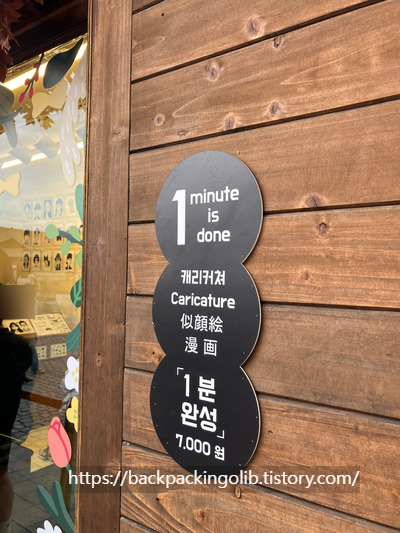 1 minute
is
done
캐리커쳐
Caricature
似顔絵
漫画
「1분
완성」
7.000 원
https://backpackingolib.tistory.com/